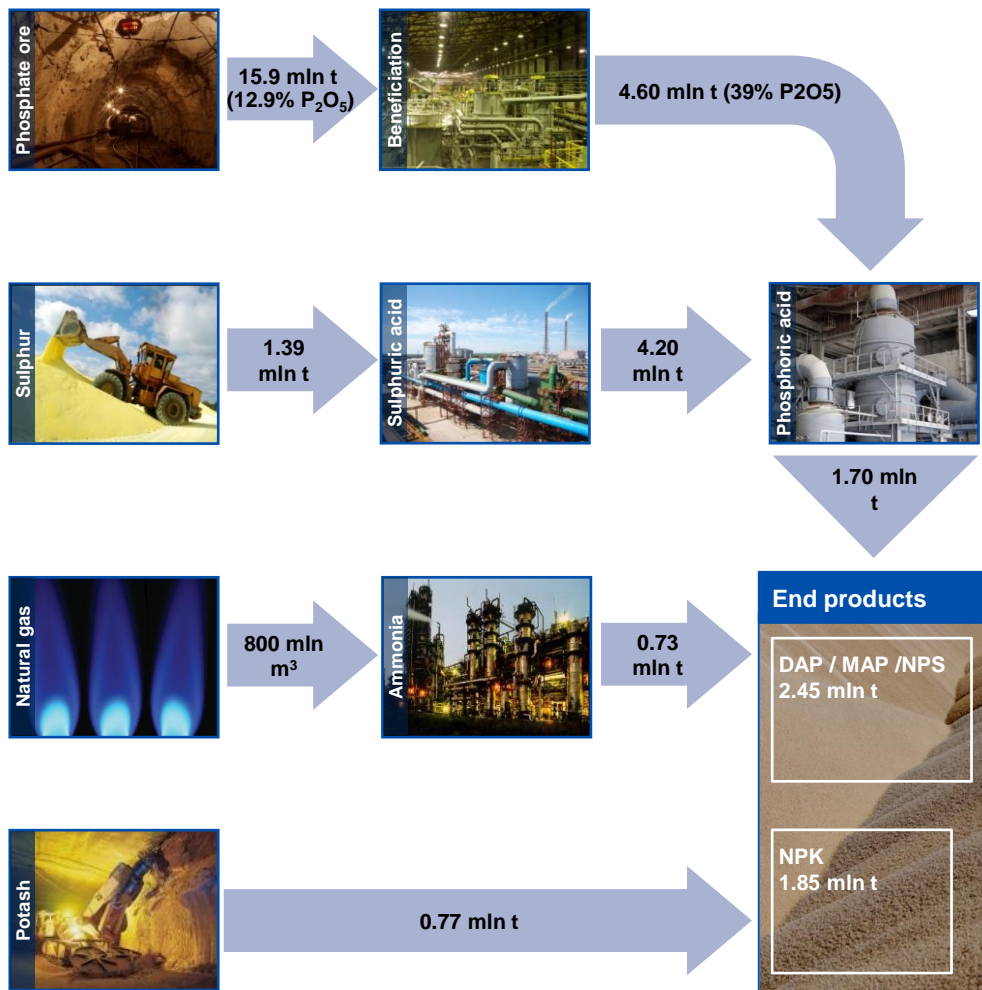 Phosphate ore
15.9 mln t
(12.9% P₂O₅)
Beneficiation
4.60 mln t (39% P2O5)
Sulphur
1.39
mln t
Sulphuric acid
4.20
mln t
Phosphoric acid
1.70 mln
t
Natural gas
800 mln
m³
Ammonia
0.73
mln t
End products
DAP / MAP /NPS
2.45 mln t
NPK
1.85 mln t
Potash
0.77 mln t